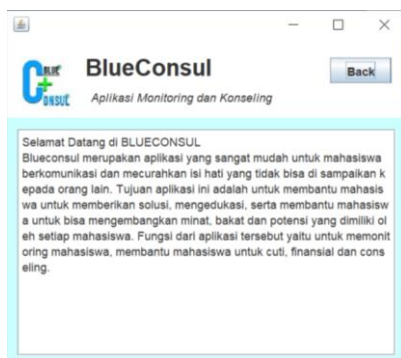 BLUE
CONSUL
BlueConsul
Aplikasi Monitoring dan Konseling
Back
Selamat Datang di BLUECONSUL
Blueconsul merupakan aplikasi yang sangat mudah untuk mahasiswa
berkomunikasi dan mecurahkan isi hati yang tidak bisa di sampaikan k
epada orang lain. Tujuan aplikasi ini adalah untuk membantu mahasis
wa untuk memberikan solusi, mengedukasi, serta membantu mahasisw
a untuk bisa mengembangkan minat, bakat dan potensi yang dimiliki ol
eh setiap mahasiswa. Fungsi dari aplikasi tersebut yaitu untuk memonit
oring mahasiswa, membantu mahasiswa untuk cuti, finansial dan cons
eling.